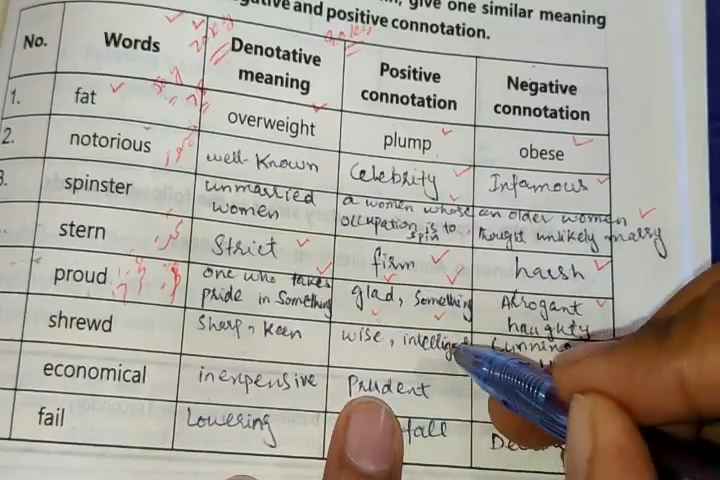 give one similar meaning
gative and positive connotation.
No. Words Denotative meaning Positive connotation Negative connotation
1. fat overweight plump obese
2. notorious well-known Celebrity Infamous
3. spinster unmarried women a women whose occupation is to spin an older women thought unlikely marry
stern Strict firm harsh
proud one who takes pride in Something glad, Something Arrogant haughty
shrewd Sharp, Keen wise,
economical inexpensive Prudent
fail Lowering fall